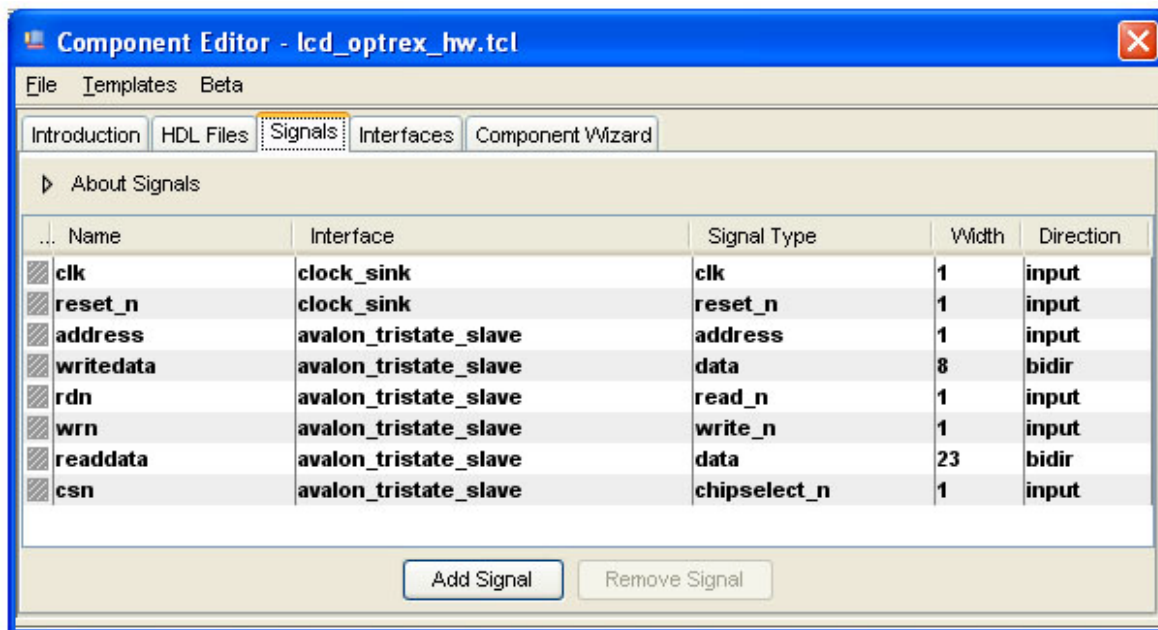 Component Editor - lcd_optrex_hw.tcl
File Templates Beta
Introduction HDL Files Signals Interfaces Component Wizard
About Signals
... Name Interface Signal Type Width Direction
clk clock_sink clk 1 input
reset_n clock_sink reset_n 1 input
address avalon_tristate_slave address 1 input
writedata avalon_tristate_slave data 8 bidir
rdn avalon_tristate_slave read_n 1 input
wrn avalon_tristate_slave write_n 1 input
readdata avalon_tristate_slave data 23 bidir
csn avalon_tristate_slave chipselect_n 1 input
Add Signal Remove Signal